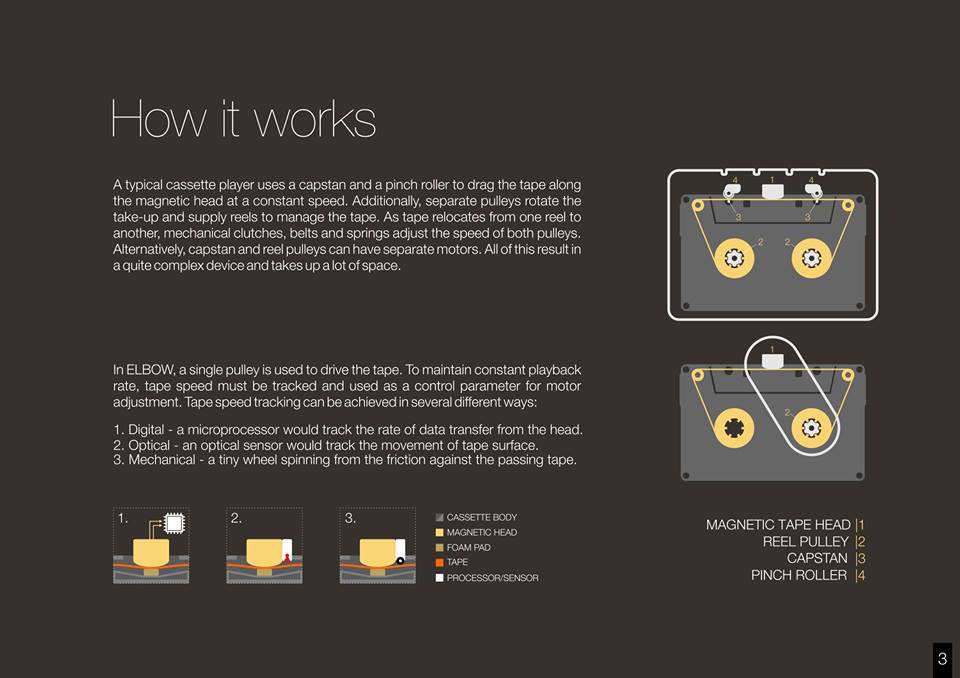 How it works
A typical cassette player uses a capstan and a pinch roller to drag the tape along
the magnetic head at a constant speed. Additionally, separate pulleys rotate the
take-up and supply reels to manage the tape. As tape relocates from one reel to
another, mechanical clutches, belts and springs adjust the speed of both pulleys.
Alternatively, capstan and reel pulleys can have separate motors. All of this result in
a quite complex device and takes up a lot of space.
In ELBOW, a single pulley is used to drive the tape. To maintain constant playback
rate, tape speed must be tracked and used as a control parameter for motor
adjustment. Tape speed tracking can be achieved in several different ways:
1. Digital - a microprocessor would track the rate of data transfer from the head.
2. Optical - an optical sensor would track the movement of tape surface.
3. Mechanical - a tiny wheel spinning from the friction against the passing tape.
1.
2.
3.
CASSETTE BODY
MAGNETIC HEAD
FOAM PAD
TAPE
PROCESSOR/SENSOR
4 1 4
3 3
2 2
1
2
MAGNETIC TAPE HEAD |1
REEL PULLEY |2
CAPSTAN |3
PINCH ROLLER |4
3